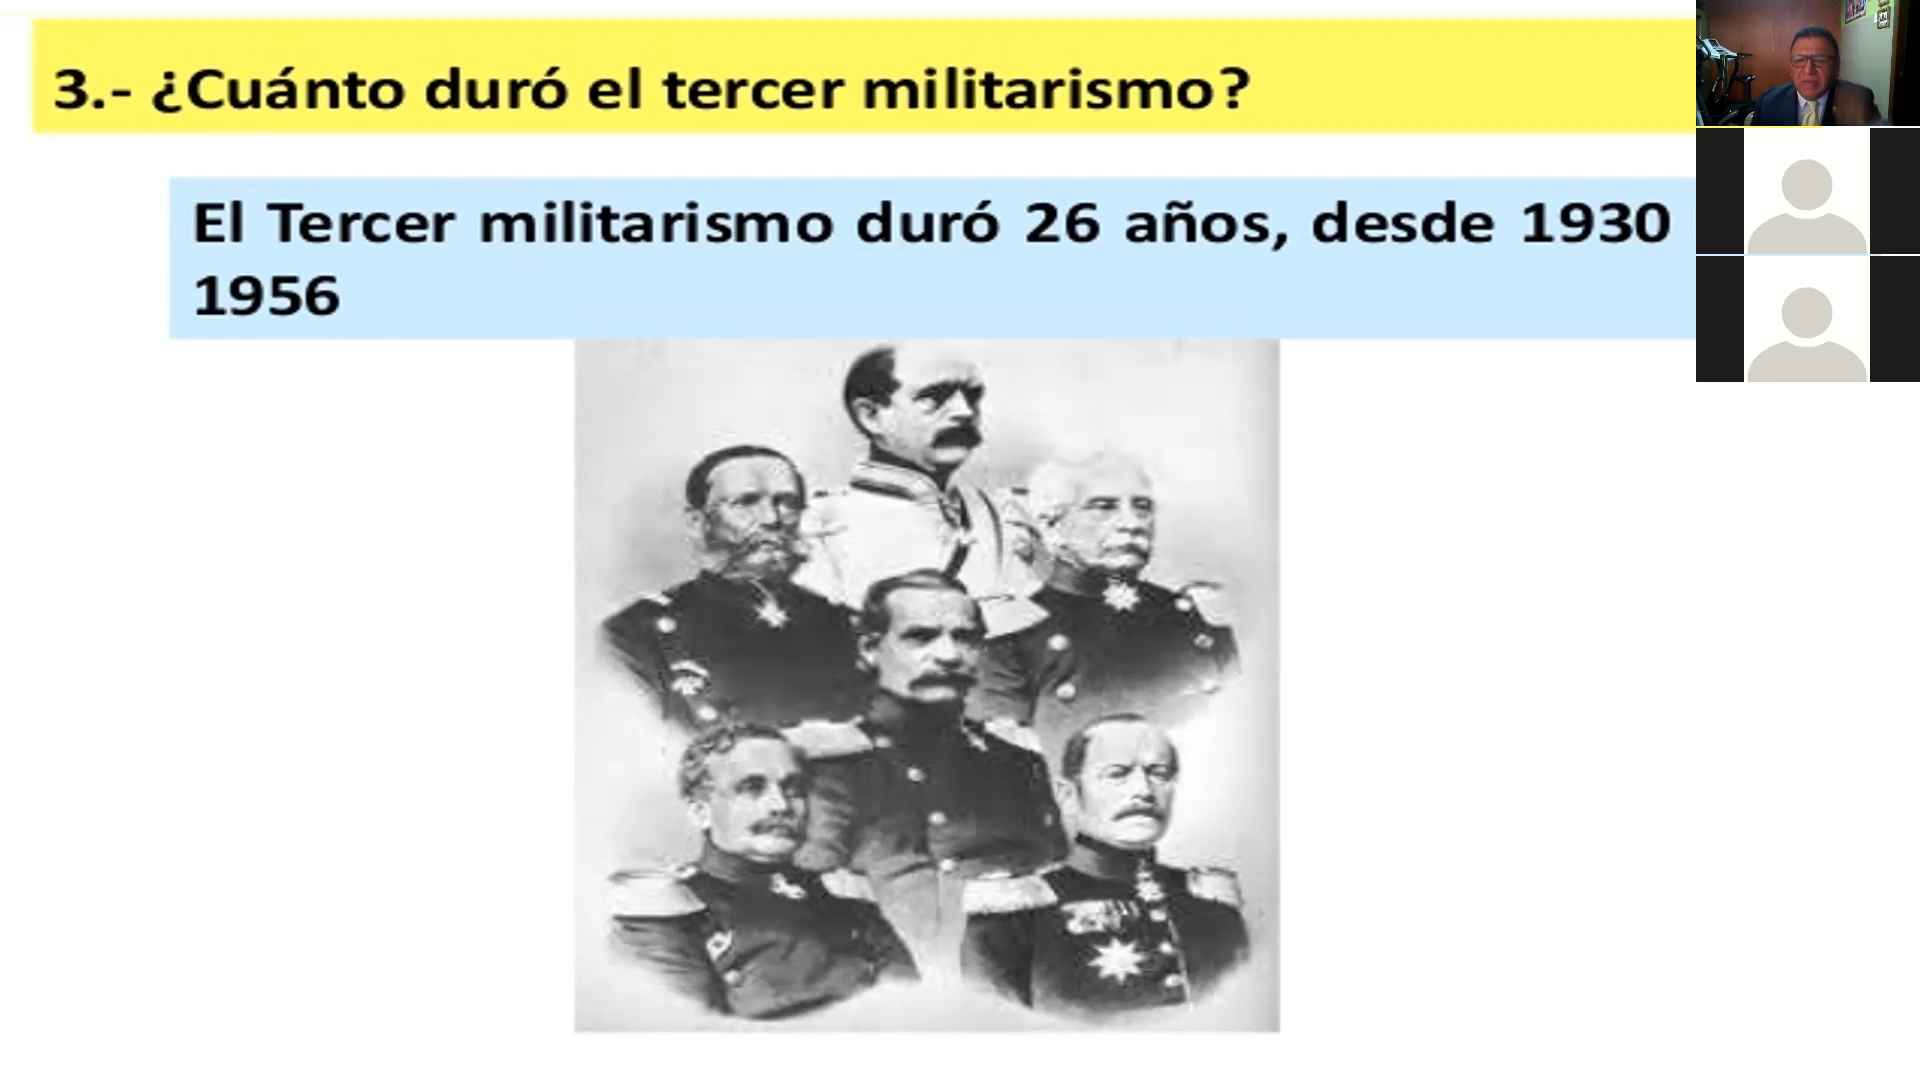 3.- ¿Cuánto duró el tercer militarismo?
El Tercer militarismo duró 26 años, desde 1930
1956